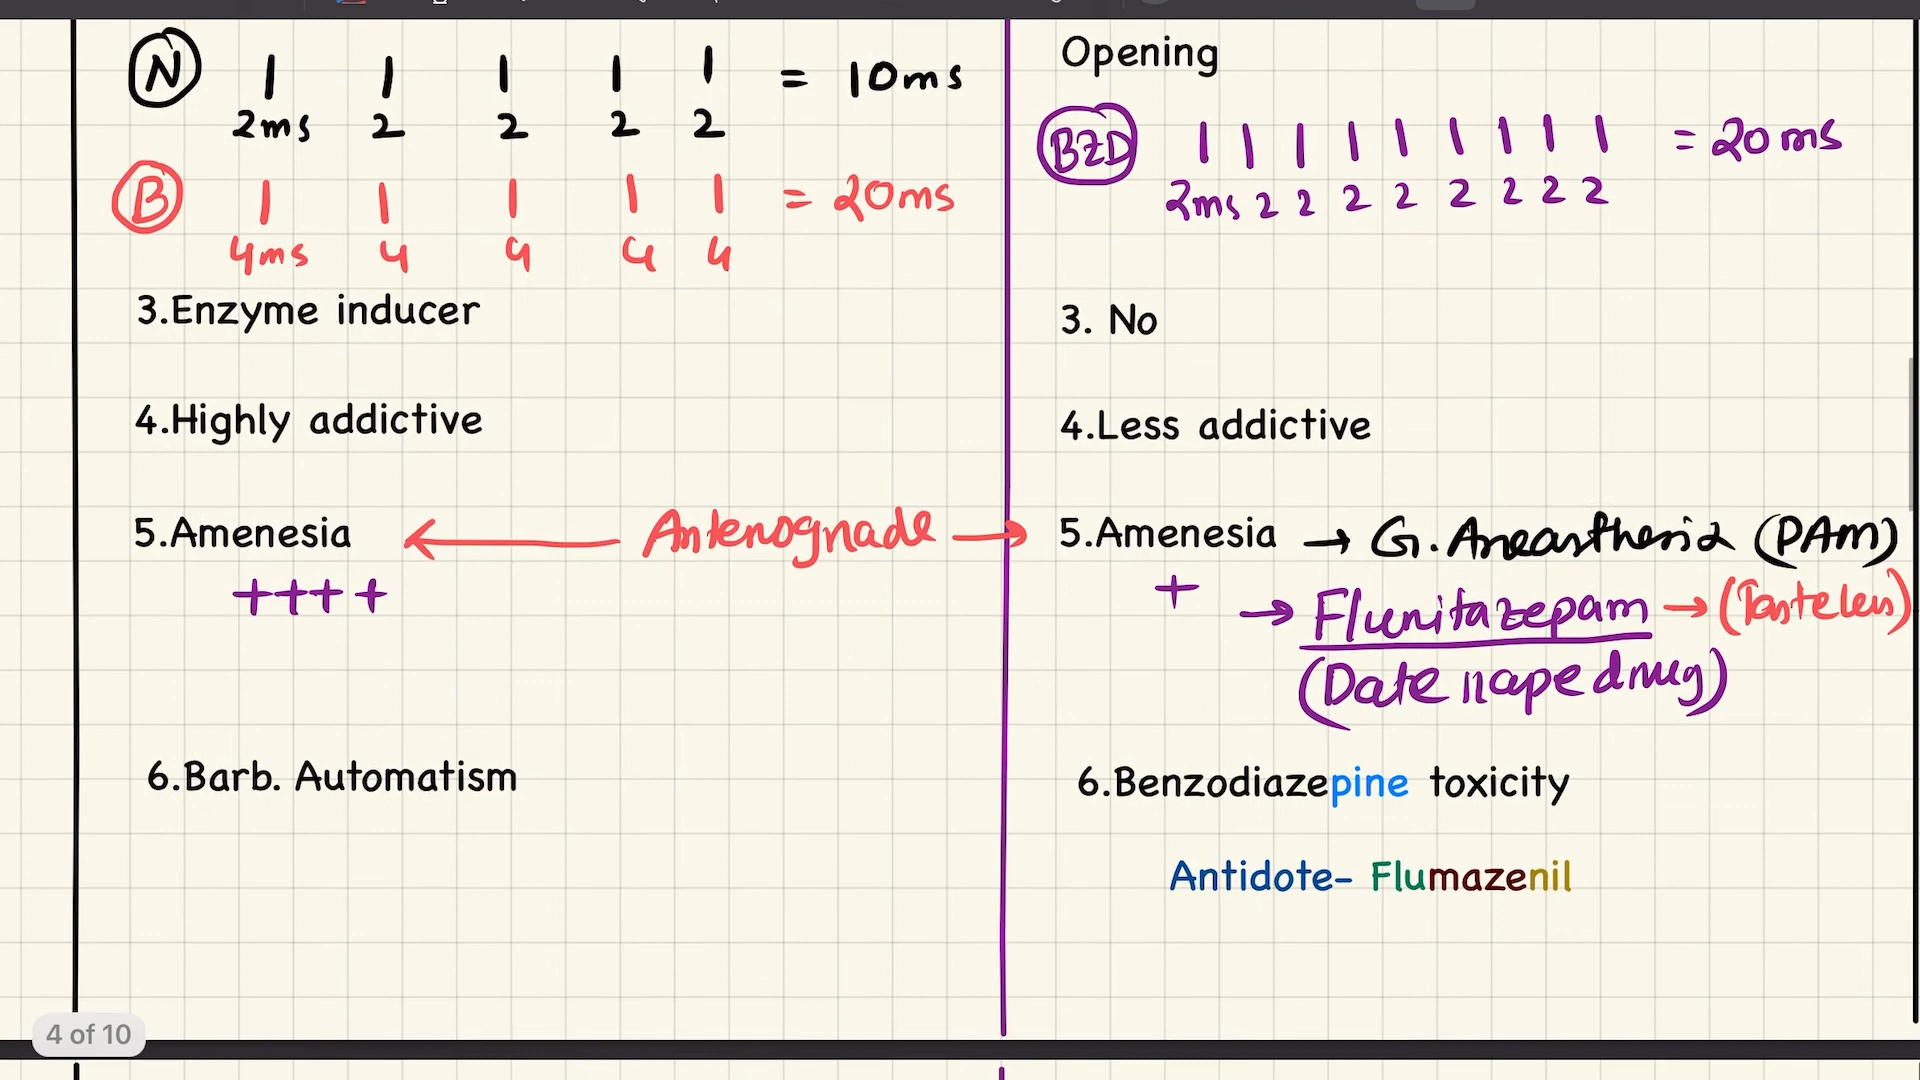 N 1 1 1 1 1 = 10ms
2ms 2 2 2 2
B 1 1 1 1 1 = 20ms
4ms 4 4 4 4
3.Enzyme inducer
4.Highly addictive
5.Amenesia ← Anterograde →
++++
6.Barb. Automatism
Opening
BZD 1 1 1 1 1 1 1 1 1 = 20ms
2ms 2 2 2 2 2 2 2 2
3. No
4.Less addictive
5.Amenesia → G. Aneasthesia (PAm)
+ → Flunitazepam → (Tasteless)
(Date rape drug)
6.Benzodiazepine toxicity
Antidote- Flumazenil
4 of 10